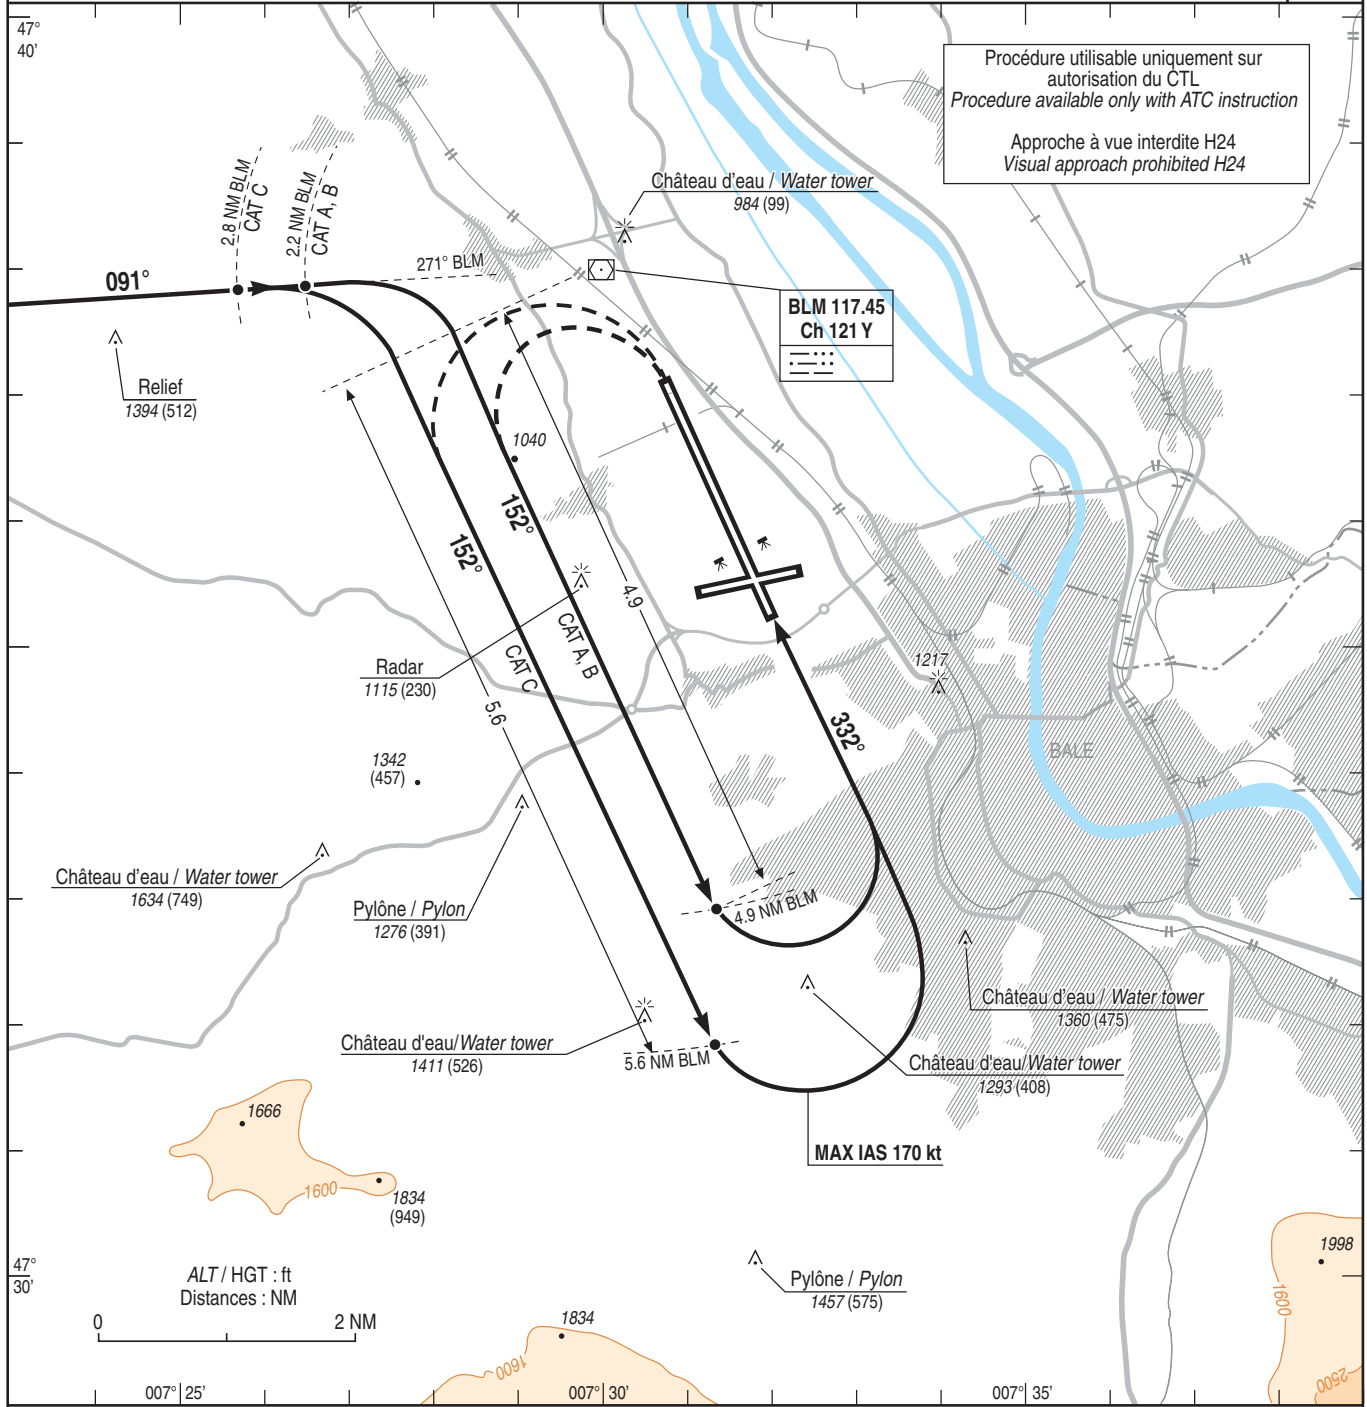 47°
40'
Procédure utilisable uniquement sur
autorisation du CTL
Procedure available only with ATC instruction
Approche à vue interdite H24
Visual approach prohibited H24
2.8 NM BLM
CAT C
2.2 NM BLM
CAT A, B
Château d'eau / Water tower
984 (99)
271° BLM
091°
BLM 117.45
Ch 121 Y
Relief
1394 (512)
1040
152°
152°
4.9
CAT A, B
CAT C
Radar
1115 (230)
5.6
1217
332°
BALE
1342
(457)
Château d'eau / Water tower
1634 (749)
Pylône / Pylon
1276 (391)
4.9 NM BLM
Château d'eau / Water tower
1360 (475)
Château d'eau/Water tower
1411 (526)
5.6 NM BLM
Château d'eau/Water tower
1293 (408)
MAX IAS 170 kt
1666
1600
1834
(949)
1998
47°
30'
ALT / HGT : ft
Distances : NM
Pylône / Pylon
1457 (575)
1600
0
2 NM
1834
1600
2500
007° 25'
007° 30'
007° 35'